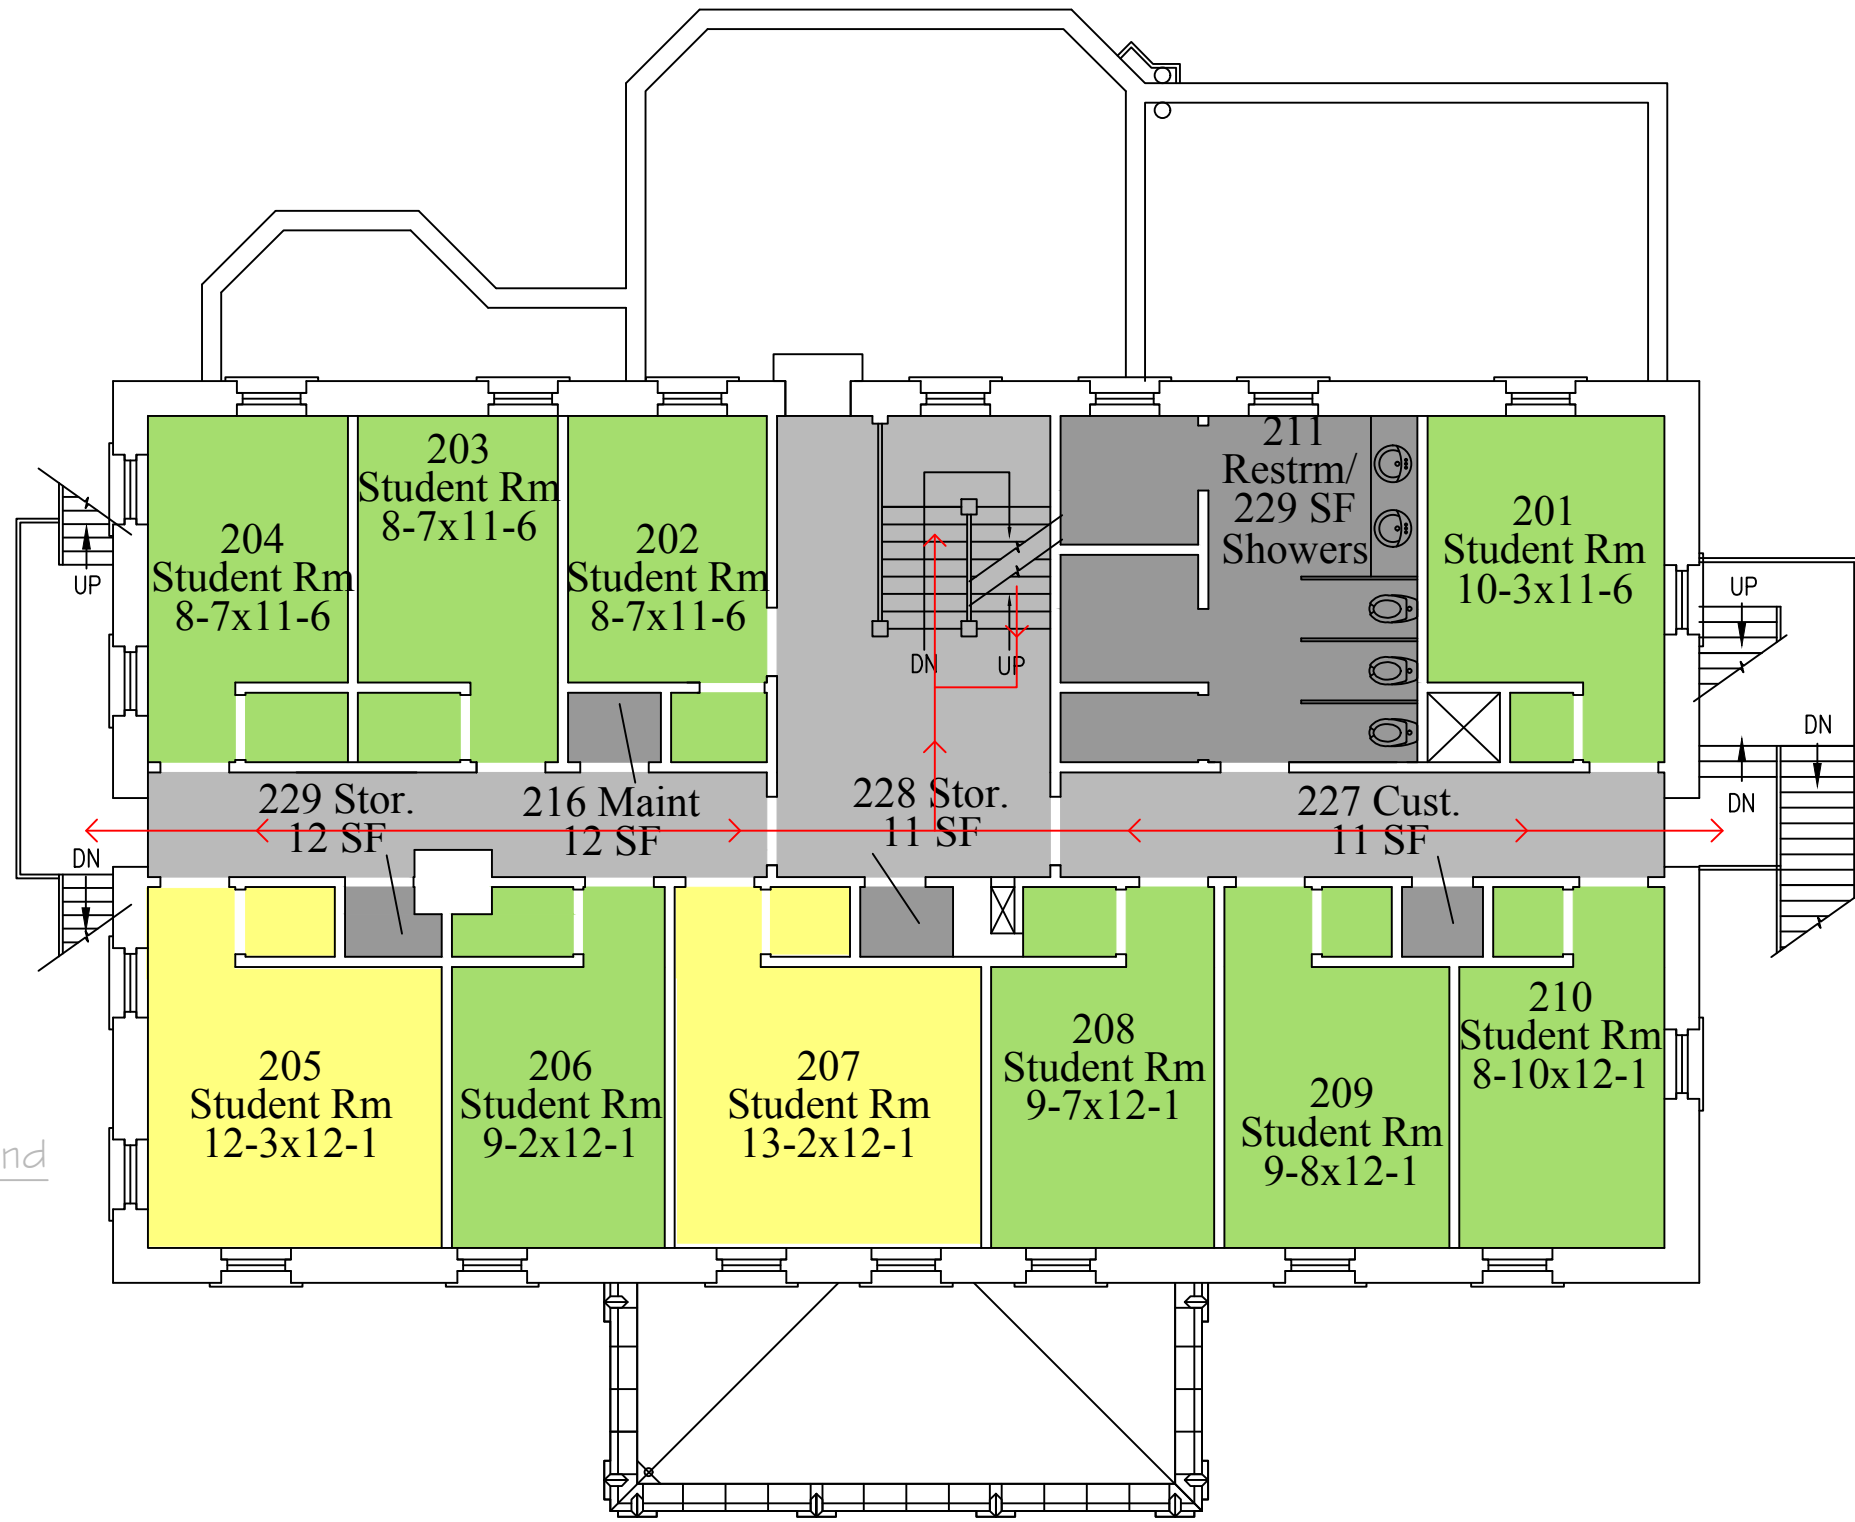 204
Student Rm
8-7x11-6
203
Student Rm
8-7x11-6
202
Student Rm
8-7x11-6
211
Restrm/
229 SF
Showers
201
Student Rm
10-3x11-6
UP
DN
UP
UP
DN
DN
DN
229 Stor.
12 SF
216 Maint
12 SF
228 Stor.
11 SF
227 Cust.
11 SF
205
Student Rm
12-3x12-1
206
Student Rm
9-2x12-1
207
Student Rm
13-2x12-1
208
Student Rm
9-7x12-1
209
Student Rm
9-8x12-1
210
Student Rm
8-10x12-1